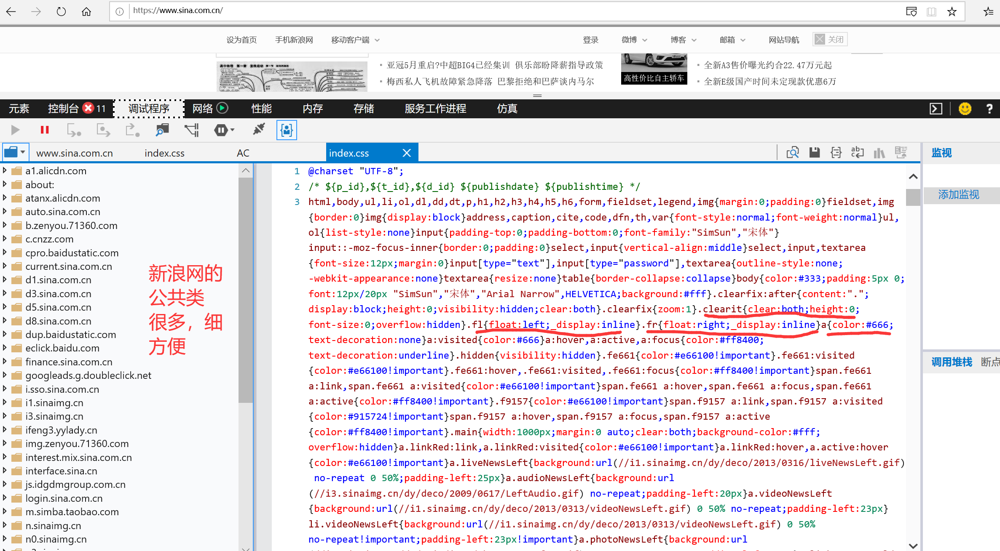 https://www.sina.com.cn/
设为首页 手机新浪网 移动客户端 登录 微博 博客 邮箱 网站导航 关闭
高中物理 第一章 直线运动
亚冠5月重启?中超BIG4已经集训 俱乐部盼降薪指导政策
梅西私人飞机故障紧急降落 巴黎拒绝和巴萨谈内马尔
高性价比自主轿车
全新A3售价曝光约合22.47万元起
全新E级国产时间未定现款优惠6万
元素 控制台 11 调试程序 网络 性能 内存 存储 服务工作进程 仿真
www.sina.com.cn index.css AC index.css
监视
添加监视
调用堆栈 断点
a1.alicdn.com
about:
atanx.alicdn.com
auto.sina.com.cn
b.zenyou.71360.com
c.cnzz.com
cpro.baidustatic.com
current.sina.com.cn
d1.sina.com.cn
d3.sina.com.cn
d5.sina.com.cn
d8.sina.com.cn
dup.baidustatic.com
eclick.baidu.com
finance.sina.com.cn
googleads.g.doubleclick.net
i.sso.sina.com.cn
i1.sinaimg.cn
i3.sinaimg.cn
ifeng3.yylady.cn
img.zenyou.71360.com
interest.mix.sina.com.cn
interface.sina.cn
js.idgdmgroup.com.cn
login.sina.com.cn
m.simba.taobao.com
n.sinaimg.cn
n0.sinaimg.cn
新浪网的
公共类
很多，细
方便
1 @charset "UTF-8";
2 /* ${p_id},${t_id},${d_id} ${publishdate} ${publishtime} */
3 html,body,ul,li,ol,dl,dd,dt,p,h1,h2,h3,h4,h5,h6,form,fieldset,legend,img{margin:0;padding:0}fieldset,img
{border:0}img{display:block}address,caption,cite,code,dfn,th,var{font-style:normal;font-weight:normal}ul,
ol{list-style:none}input{padding-top:0;padding-bottom:0;font-family:"SimSun","宋体"}
input::-moz-focus-inner{border:0;padding:0}select,input{vertical-align:middle}select,input,textarea
{font-size:12px;margin:0}input[type="text"],input[type="password"],textarea{outline-style:none;
-webkit-appearance:none}textarea{resize:none}table{border-collapse:collapse}body{color:#333;padding:5px 0;
font:12px/20px "SimSun","宋体","Arial Narrow",HELVETICA;background:#fff}.clearfix:after{content:".";
display:block;height:0;visibility:hidden;clear:both}.clearfix{zoom:1}.clearit{clear:both;height:0;
font-size:0;overflow:hidden}.fl{float:left;_display:inline}.fr{float:right;_display:inline}a{color:#666;
text-decoration:none}a:visited{color:#666}a:hover,a:active,a:focus{color:#ff8400;
text-decoration:underline}.hidden{visibility:hidden}.fe661{color:#e66100!important}.fe661:visited
{color:#e66100!important}.fe661:hover,.fe661:visited,.fe661:focus{color:#ff8400!important}span.fe661
a:link,span.fe661 a:visited{color:#e66100!important}span.fe661 a:hover,span.fe661 a:focus,span.fe661
a:active{color:#ff8400!important}.f9157{color:#e66100!important}span.f9157 a:link,span.f9157 a:visited
{color:#915724!important}span.f9157 a:hover,span.f9157 a:focus,span.f9157 a:active
{color:#ff8400!important}.main{width:1000px;margin:0 auto;clear:both;background-color:#fff;
overflow:hidden}a.linkRed:link,a.linkRed:visited{color:#e66100!important}a.linkRed:hover,a.active:hover
{color:#e66100!important}a.liveNewsLeft{background:url(//i1.sinaimg.cn/dy/deco/2013/0316/liveNewsLeft.gif)
no-repeat 0 50%;padding-left:25px}a.audioNewsLeft{background:url
(//i3.sinaimg.cn/dy/deco/2009/0617/LeftAudio.gif) no-repeat;padding-left:20px}a.videoNewsLeft
{background:url(//i1.sinaimg.cn/dy/deco/2013/0313/videoNewsLeft.gif) 0 50% no-repeat;padding-left:23px}
li.videoNewsLeft{background:url(//i1.sinaimg.cn/dy/deco/2013/0313/videoNewsLeft.gif) 0 50%
no-repeat!important;padding-left:23px!important}a.photoNewsLeft{background:url